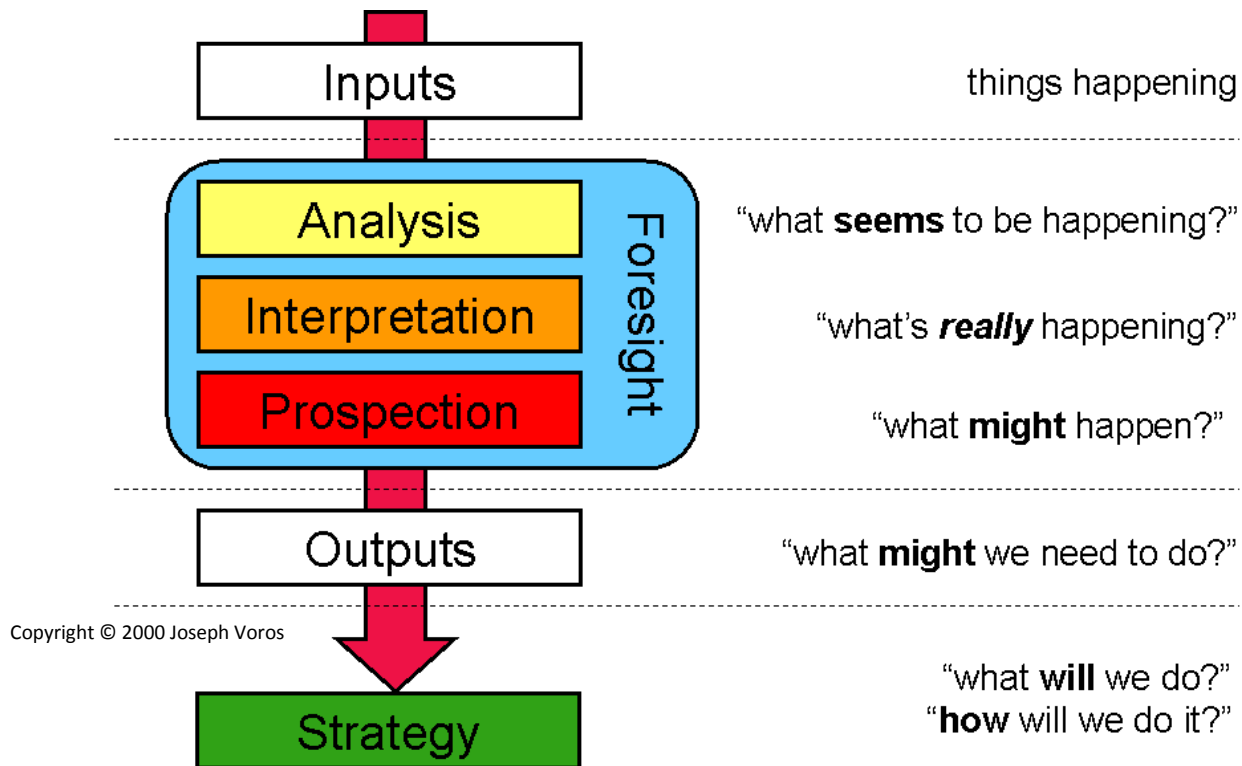 Inputs
things happening
Analysis
“what seems to be happening?”
Foresight
Interpretation
“what’s really happening?”
Prospection
“what might happen?”
Outputs
“what might we need to do?”
Copyright © 2000 Joseph Voros
“what will we do?”
“how will we do it?”
Strategy